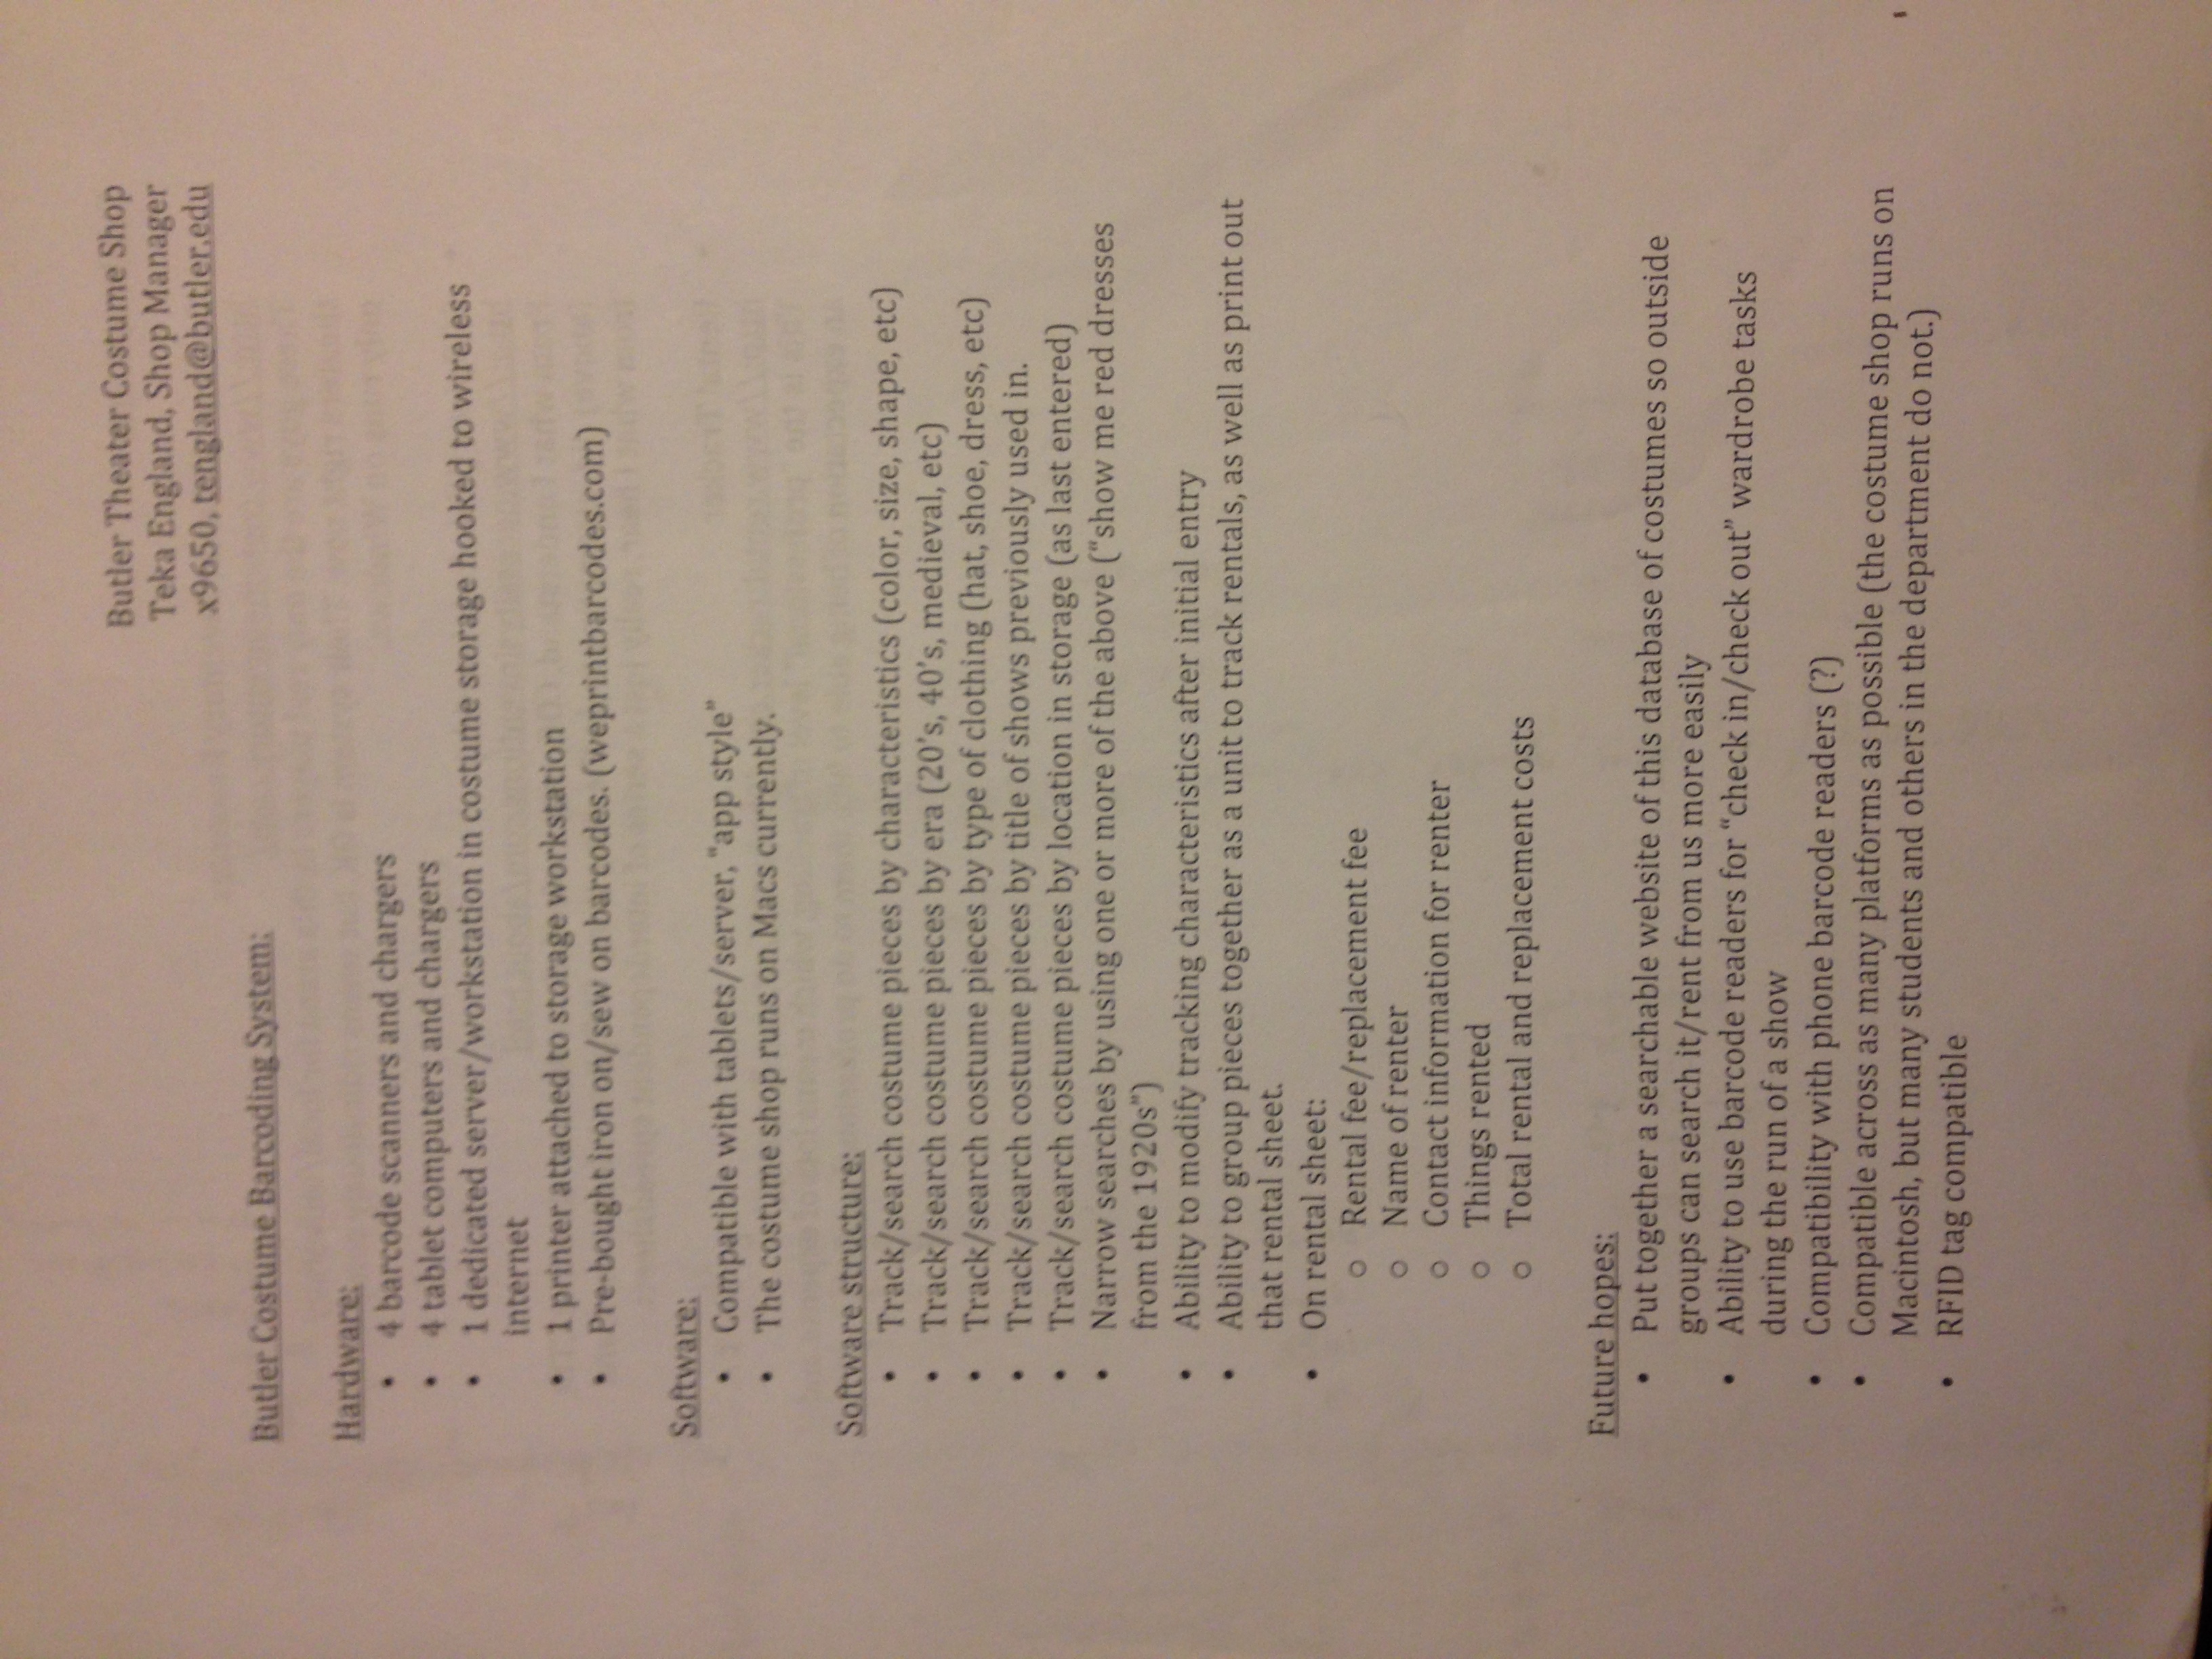 Butler Theater Costume Shop
Teka England, Shop Manager
x9650, tengland@butler.edu
Butler Costume Barcoding System:
Hardware:
• 4 barcode scanners and chargers
• 4 tablet computers and chargers
• 1 dedicated server/workstation in costume storage hooked to wireless
internet
• 1 printer attached to storage workstation
• Pre-bought iron on/sew on barcodes. (weprintbarcodes.com)
Software:
• Compatible with tablets/server, "app style"
• The costume shop runs on Macs currently.
Software structure:
• Track/search costume pieces by characteristics (color, size, shape, etc)
• Track/search costume pieces by era (20's, 40's, medieval, etc)
• Track/search costume pieces by type of clothing (hat, shoe, dress, etc)
• Track/search costume pieces by title of shows previously used in.
• Track/search costume pieces by location in storage (as last entered)
• Narrow searches by using one or more of the above ("show me red dresses
from the 1920s")
• Ability to modify tracking characteristics after initial entry
• Ability to group pieces together as a unit to track rentals, as well as print out
that rental sheet.
• On rental sheet:
o Rental fee/replacement fee
o Name of renter
o Contact information for renter
o Things rented
o Total rental and replacement costs
Future hopes:
• Put together a searchable website of this database of costumes so outside
groups can search it/rent from us more easily
• Ability to use barcode readers for “check in/check out” wardrobe tasks
during the run of a show
• Compatibility with phone barcode readers (?)
• Compatible across as many platforms as possible (the costume shop runs on
Macintosh, but many students and others in the department do not.)
• RFID tag compatible